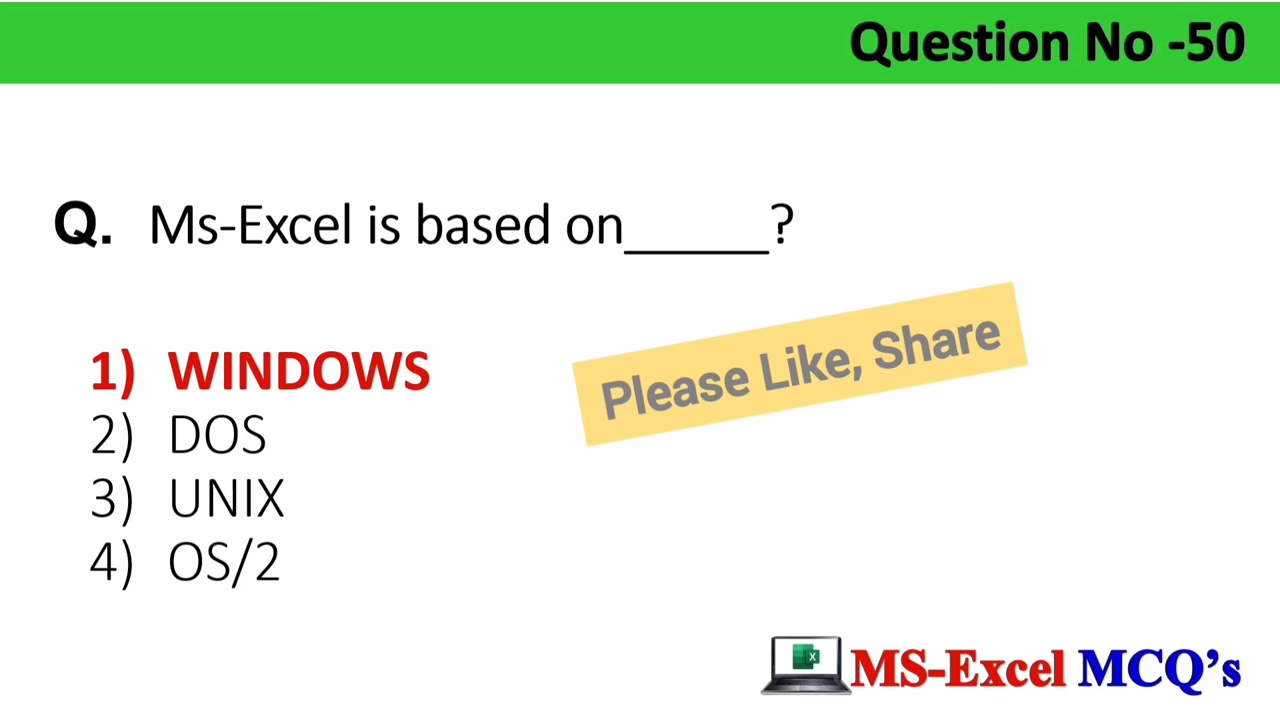 Question No -50
Q. Ms-Excel is based on_____?
1) WINDOWS
Please Like, Share
2) DOS
3) UNIX
4) OS/2
X
MS-Excel MCQ’s